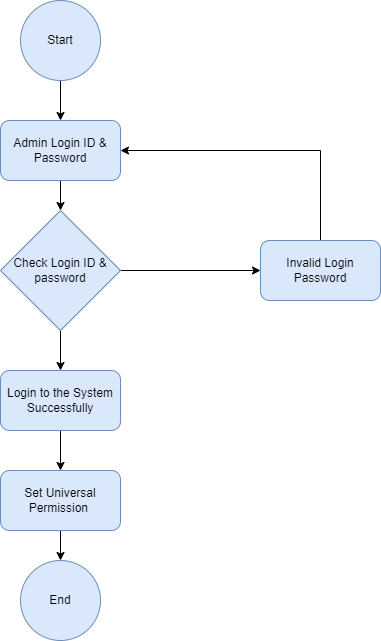 Start
Admin Login ID &
Password
Check Login ID &
password
Invalid Login
Password
Login to the System
Successfully
Set Universal
Permission
End